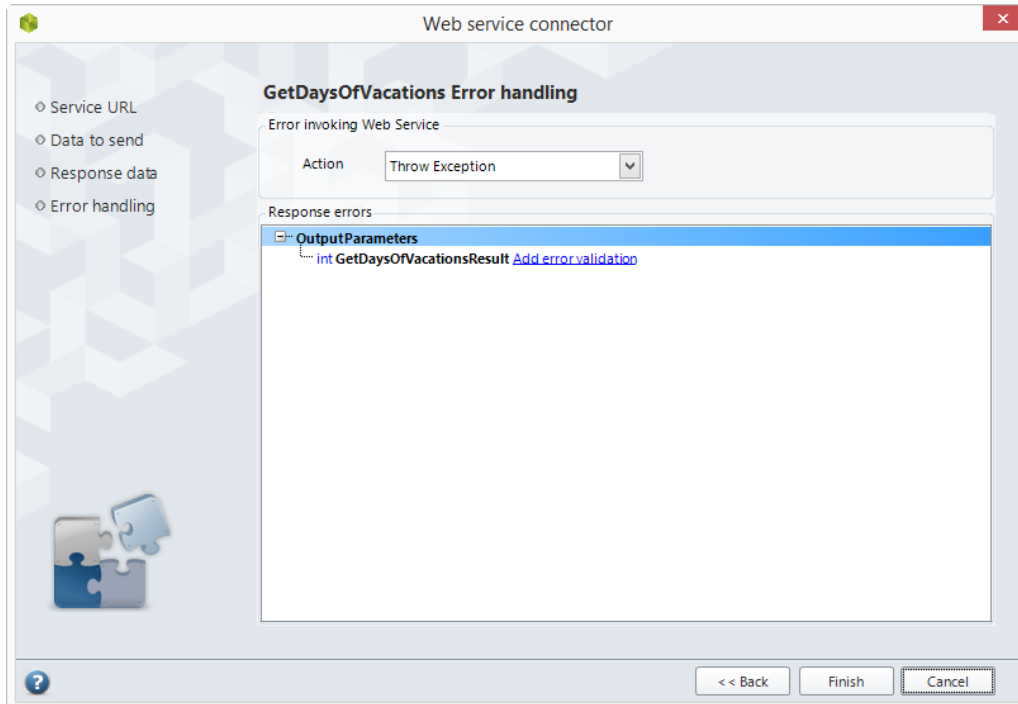 Web service connector
Service URL
Data to send
Response data
Error handling
GetDaysOfVacations Error handling
Error invoking Web Service
Action Throw Exception
Response errors
OutputParameters
int GetDaysOfVacationsResult Add error validation
<< Back Finish Cancel